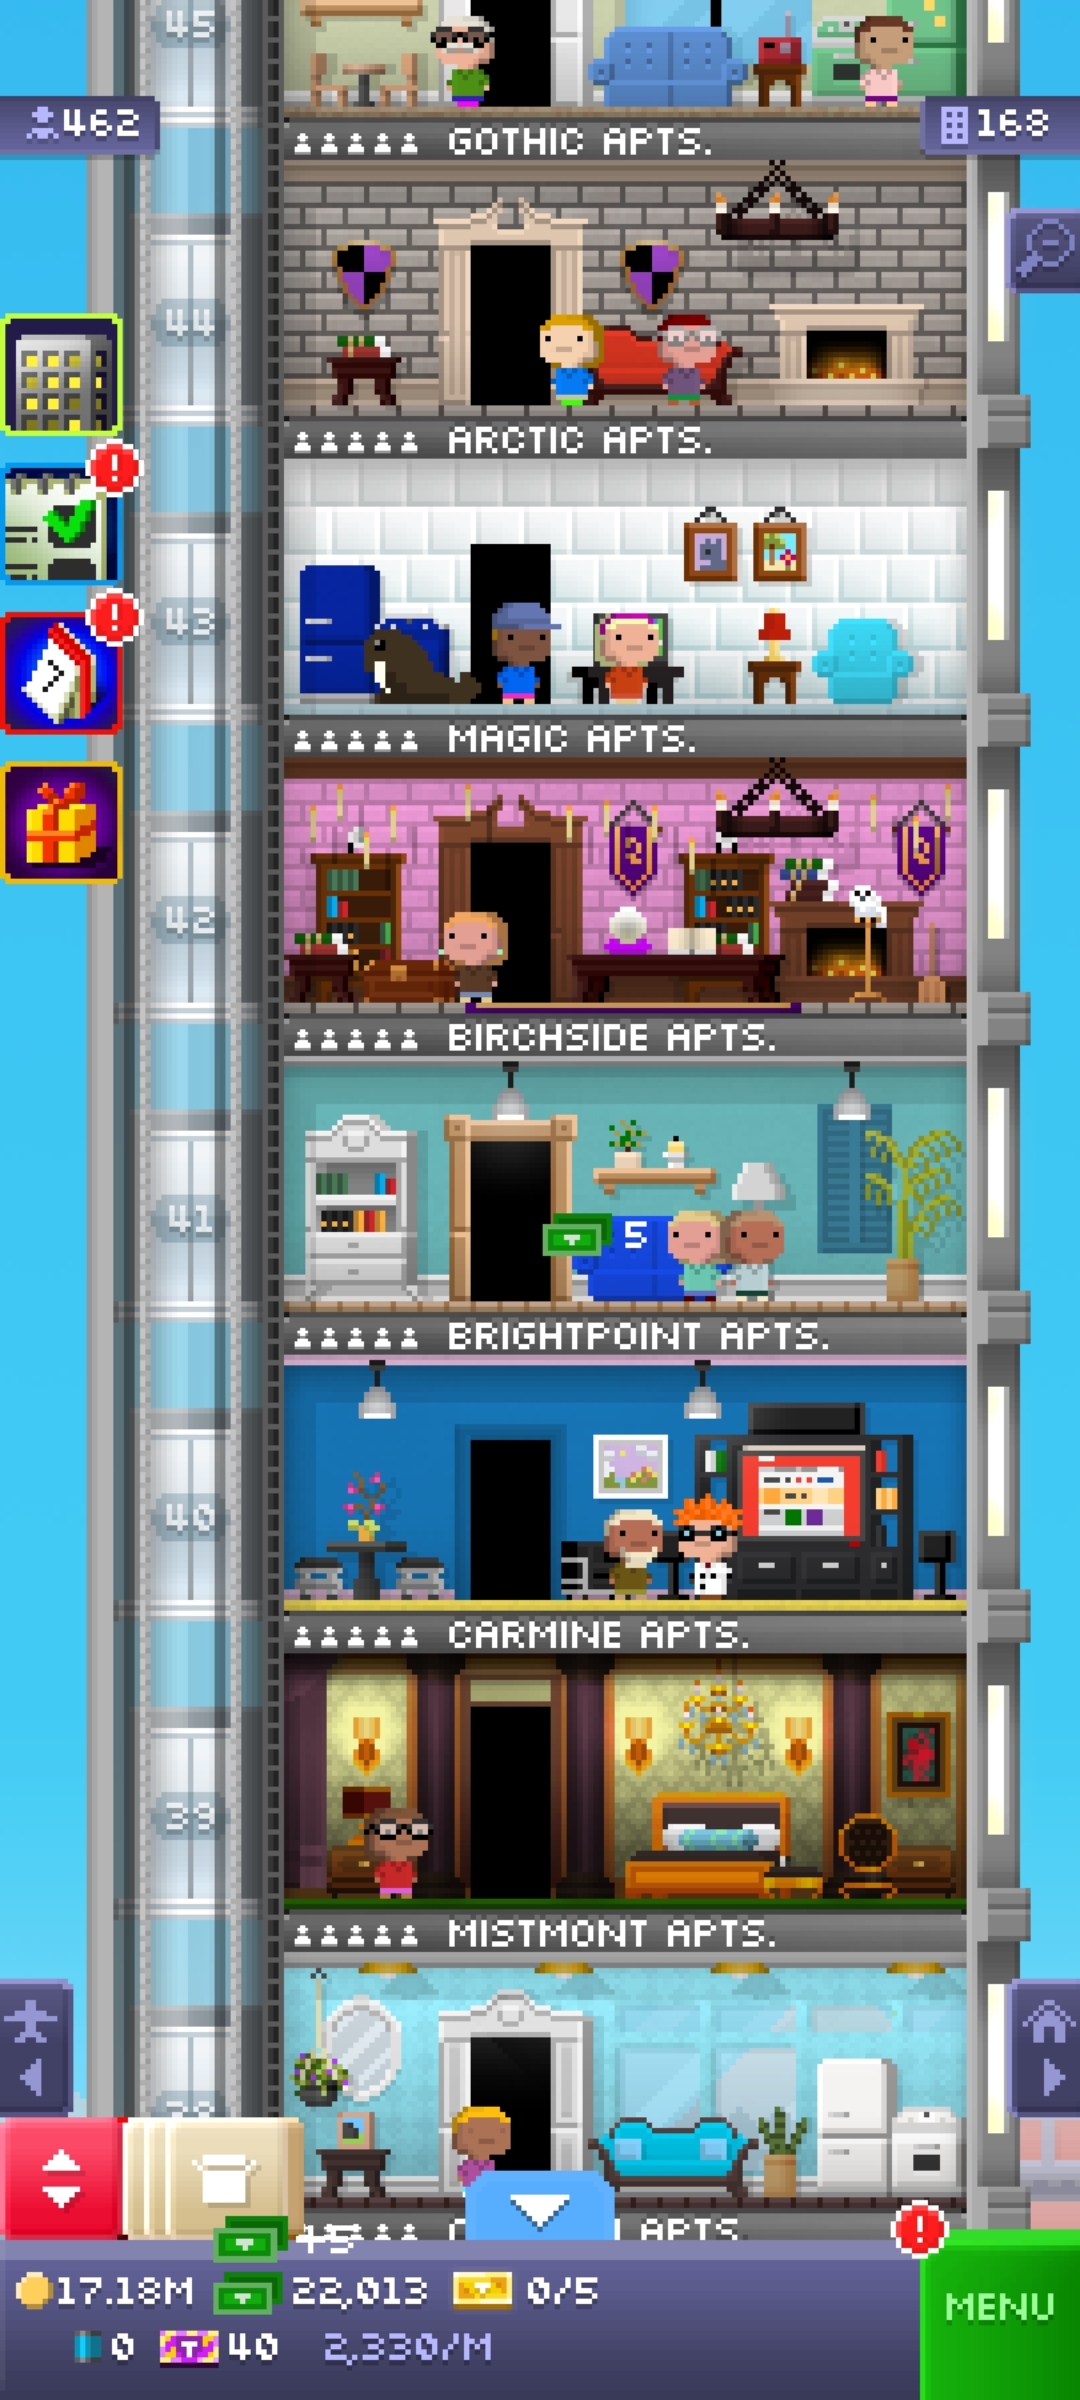 45
462
168
GOTHIC APTS.
44
ARCTIC APTS.
43
MAGIC APTS.
42
BIRCHSIDE APTS.
41
5
BRIGHTPOINT APTS.
40
CARMINE APTS.
39
MISTMONT APTS.
APTS.
+5
17.18M 22,013 0/5
MENU
0 40 2,330/M